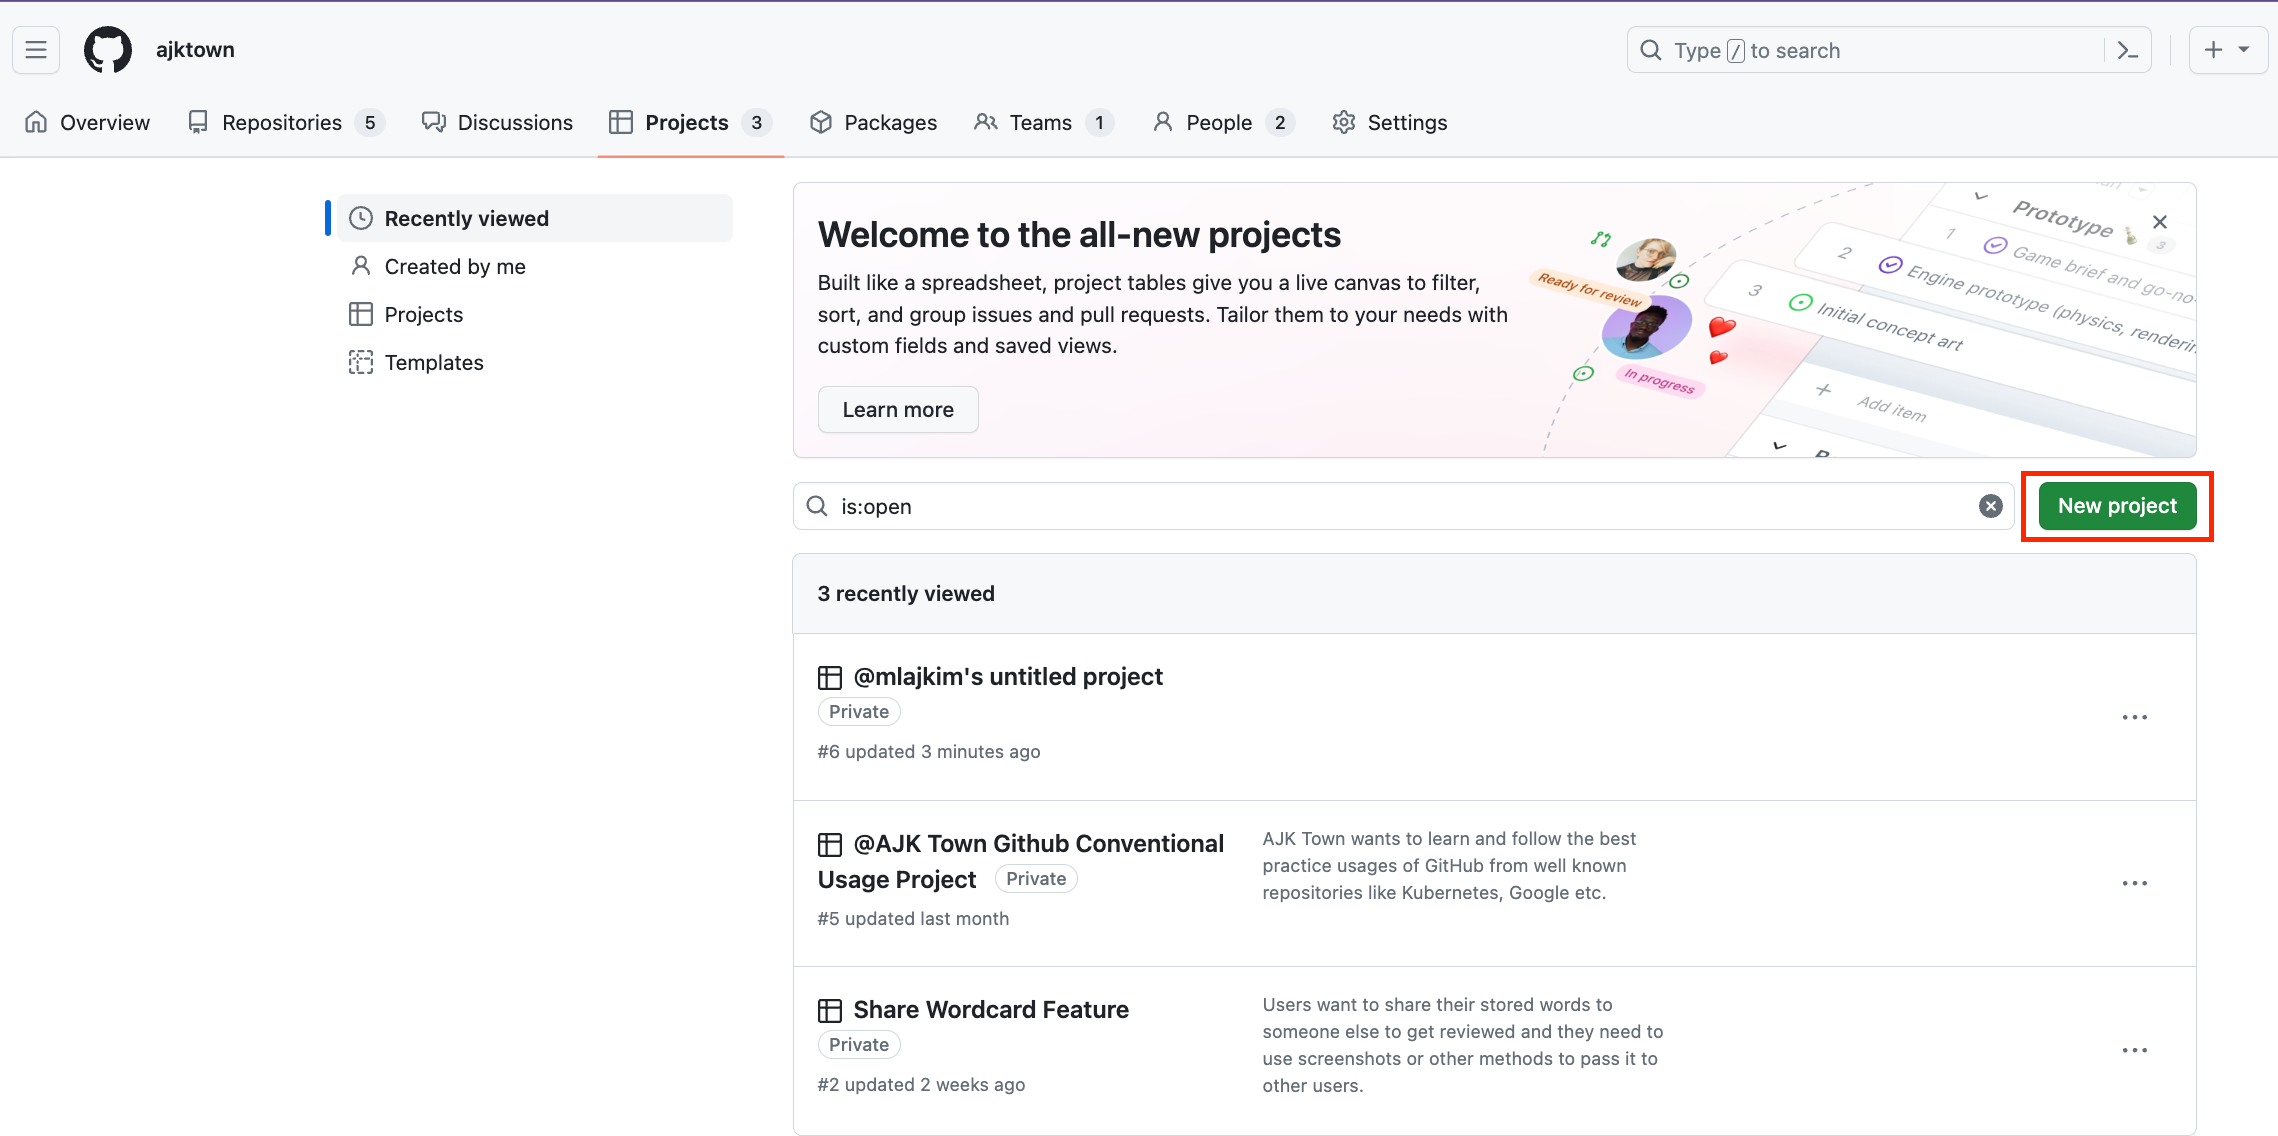 ajktown
Type / to search
Overview
Repositories 5
Discussions
Projects 3
Packages
Teams 1
People 2
Settings
Recently viewed
Created by me
Projects
Templates
Welcome to the all-new projects
Built like a spreadsheet, project tables give you a live canvas to filter,
sort, and group issues and pull requests. Tailor them to your needs with
custom fields and saved views.
Learn more
Ready for review
In progress
Prototype 3
1 Game brief and go-no-
2 Engine prototype (physics, renderin
3 Initial concept art
Add item
is:open
New project
3 recently viewed
@mlajkim's untitled project
Private
#6 updated 3 minutes ago
@AJK Town Github Conventional
Usage Project Private
#5 updated last month
AJK Town wants to learn and follow the best
practice usages of GitHub from well known
repositories like Kubernetes, Google etc.
Share Wordcard Feature
Private
#2 updated 2 weeks ago
Users want to share their stored words to
someone else to get reviewed and they need to
use screenshots or other methods to pass it to
other users.